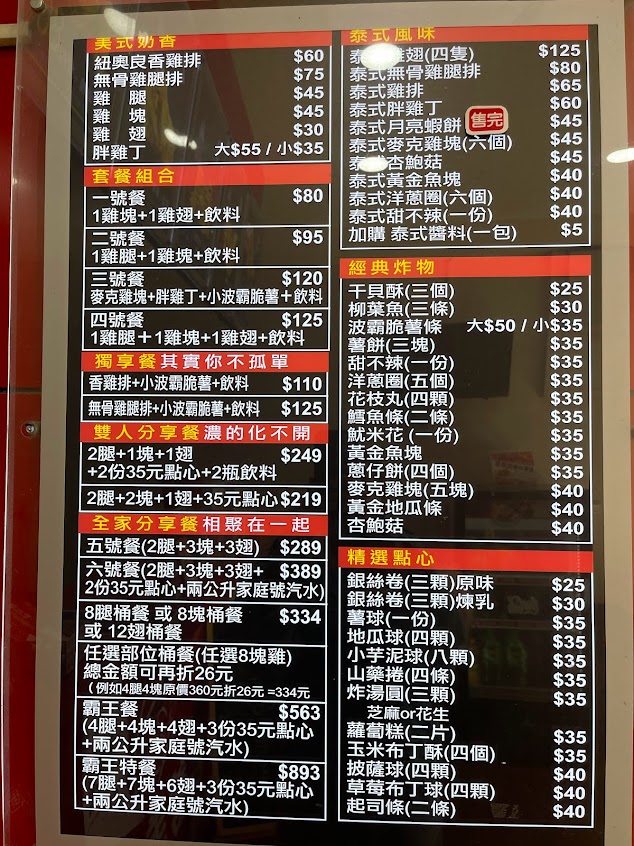 美式奶香
紐奧良香雞排 $60
無骨雞腿排 $75
雞 腿 $45
雞 塊 $45
雞 翅 $30
胖雞丁 大$55 / 小$35
套餐組合
一號餐 $80
1雞塊+1雞翅+飲料
二號餐 $95
1雞腿+1雞塊+飲料
三號餐 $120
麥克雞塊+胖雞丁+小波霸脆薯+飲料
四號餐 $125
1雞腿+1雞塊+1雞翅+飲料
獨享餐其實你不孤單
香雞排+小波霸脆薯+飲料 $110
無骨雞腿排+小波霸脆薯+飲料 $125
雙人分享餐濃的化不開
2腿+1塊+1翅 $249
+2份35元點心+2瓶飲料
2腿+2塊+1翅+35元點心 $219
全家分享餐相聚在一起
五號餐(2腿+3塊+3翅) $289
六號餐(2腿+3塊+3翅+ $389
2份35元點心+兩公升家庭號汽水)
8腿桶餐 或 8塊桶餐 $334
或 12翅桶餐
任選部位桶餐(任選8塊雞)
總金額可再折26元
(例如4腿4塊原價360元折26元 =334元
霸王餐 $563
(4腿+4塊+4翅+3份35元點心
+兩公升家庭號汽水)
霸王特餐 $893
(7腿+7塊+6翅+3份35元點心
+兩公升家庭號汽水)
泰式風味
泰式雞翅(四隻) $125
泰式無骨雞腿排 $80
泰式雞排 $65
泰式胖雞丁 $60
泰式月亮蝦餅 售完 $45
泰式麥克雞塊(六個) $45
泰式杏鮑菇 $45
泰式黃金魚塊 $40
泰式洋蔥圈(六個) $40
泰式甜不辣(一份) $40
加購 泰式醬料(一包) $5
經典炸物
干貝酥(三個) $25
柳葉魚(三條) $30
波霸脆薯條 大$50 / 小$35
薯餅(三塊) $35
甜不辣(一份) $35
洋蔥圈(五個) $35
花枝丸(四顆) $35
鱈魚條(二條) $35
魷米花 (一份) $35
黃金魚塊 $35
蔥仔餅(四個) $35
麥克雞塊(五塊) $40
黃金地瓜條 $40
杏鮑菇 $40
精選點心
銀絲卷(三顆)原味 $25
銀絲卷(三顆)煉乳 $30
薯球(一份) $35
地瓜球(四顆) $35
小芋泥球(八顆) $35
山藥捲(四條) $35
炸湯圓(三顆) $35
芝麻or花生
蘿蔔糕(二片) $35
玉米布丁酥(四個) $35
披薩球(四顆) $40
草莓布丁球(四顆) $40
起司條(二條) $40